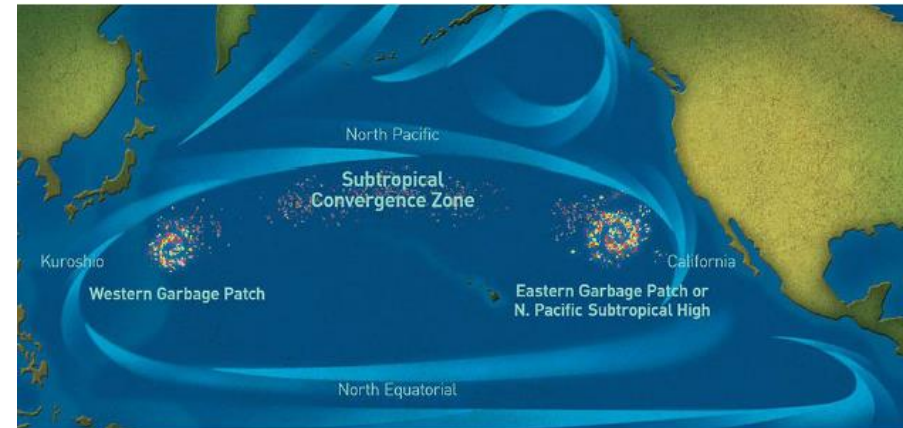 North Pacific
Subtropical
Convergence Zone
Kuroshio
California
Western Garbage Patch
Eastern Garbage Patch or
N. Pacific Subtropical High
North Equatorial